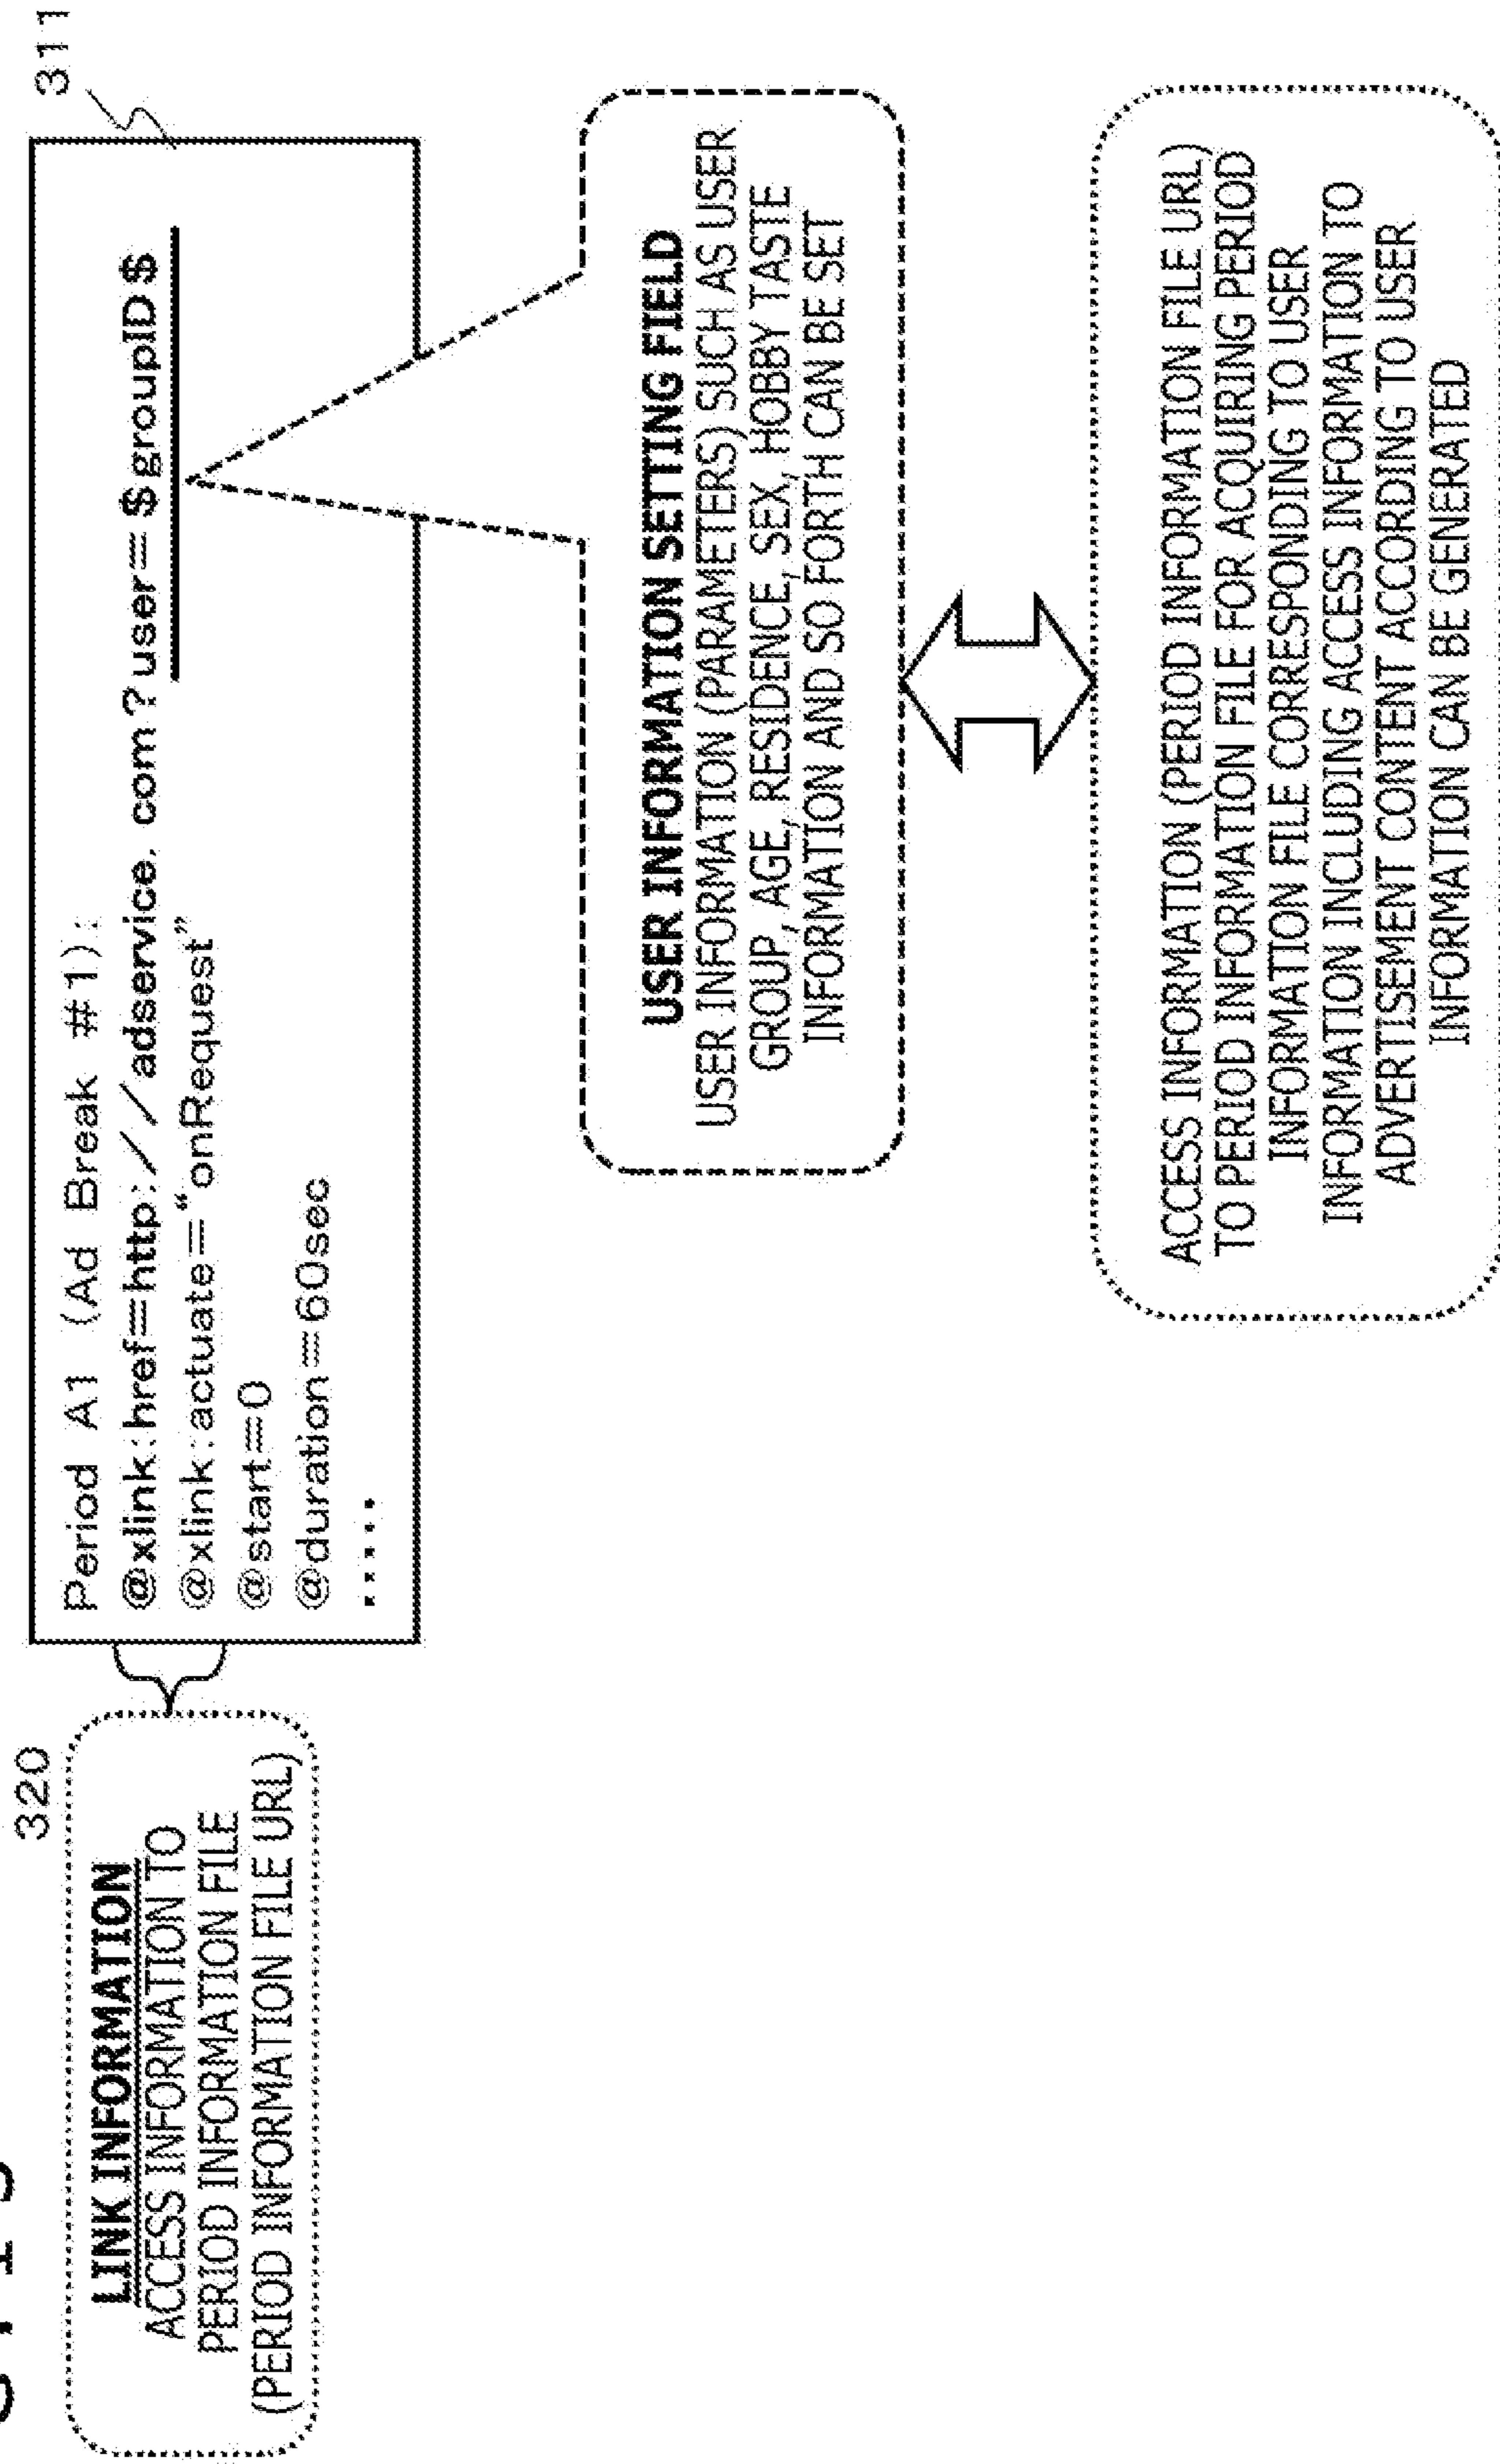 320
LINK INFORMATION
ACCESS INFORMATION TO
PERIOD INFORMATION FILE
(PERIOD INFORMATION FILE URL)
311
Period A1 (Ad Break #1):
@xlink:href=http://adservice.com?user=$groupID$
@xlink:actuate="onRequest"
@start=0
@duration=60sec
.....
USER INFORMATION SETTING FIELD
USER INFORMATION (PARAMETERS) SUCH AS USER
GROUP, AGE, RESIDENCE, SEX, HOBBY TASTE
INFORMATION AND SO FORTH CAN BE SET
ACCESS INFORMATION (PERIOD INFORMATION FILE URL)
TO PERIOD INFORMATION FILE FOR ACQUIRING PERIOD
INFORMATION FILE CORRESPONDING TO USER
INFORMATION INCLUDING ACCESS INFORMATION TO
ADVERTISEMENT CONTENT ACCORDING TO USER
INFORMATION CAN BE GENERATED